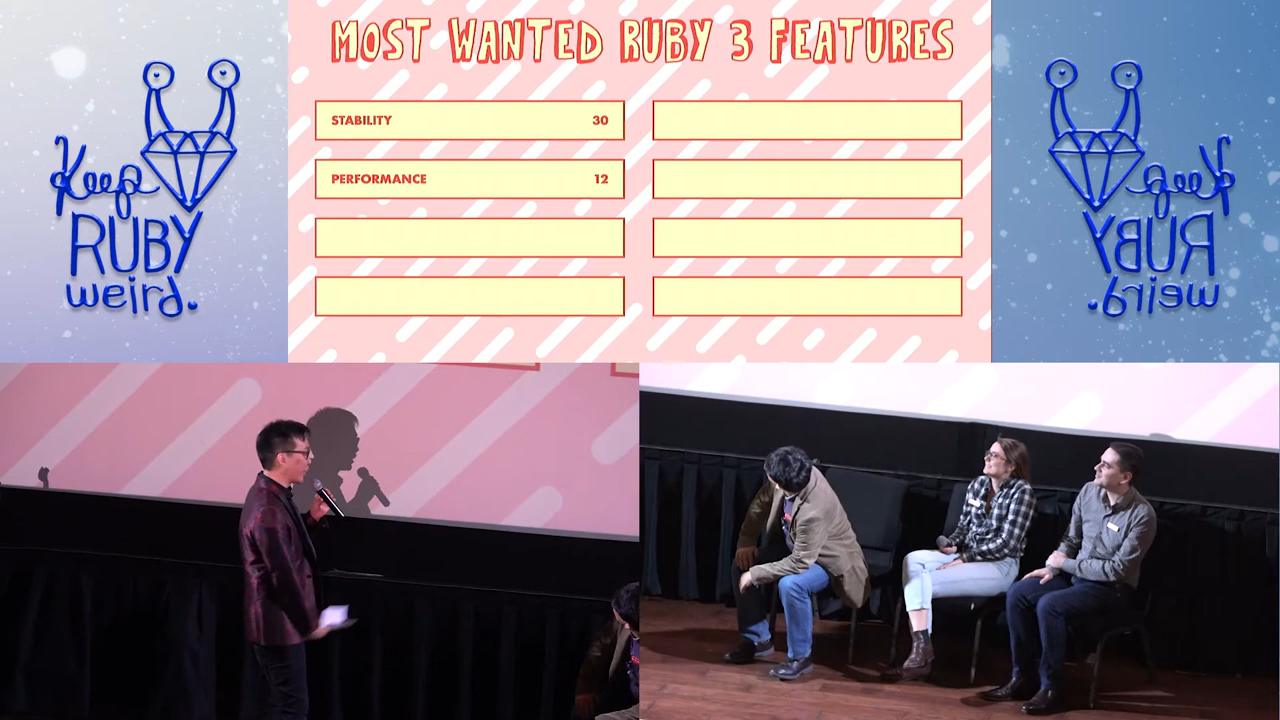 MOST WANTED RUBY 3 FEATURES
STABILITY 30
PERFORMANCE 12
Keep
RUBY
weird.
Keep
RUBY
weird.